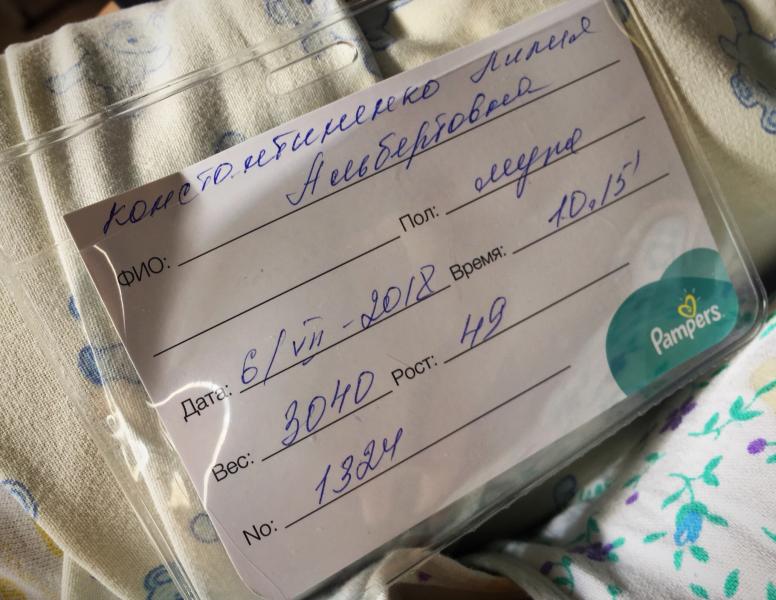 Константиненко Лилия
Альбертовна
ФИО:
Пол: муж
Дата: 6/VII-2018 Время: 10.15'
Вес: 3040 Рост: 49
No: 1324
Pampers